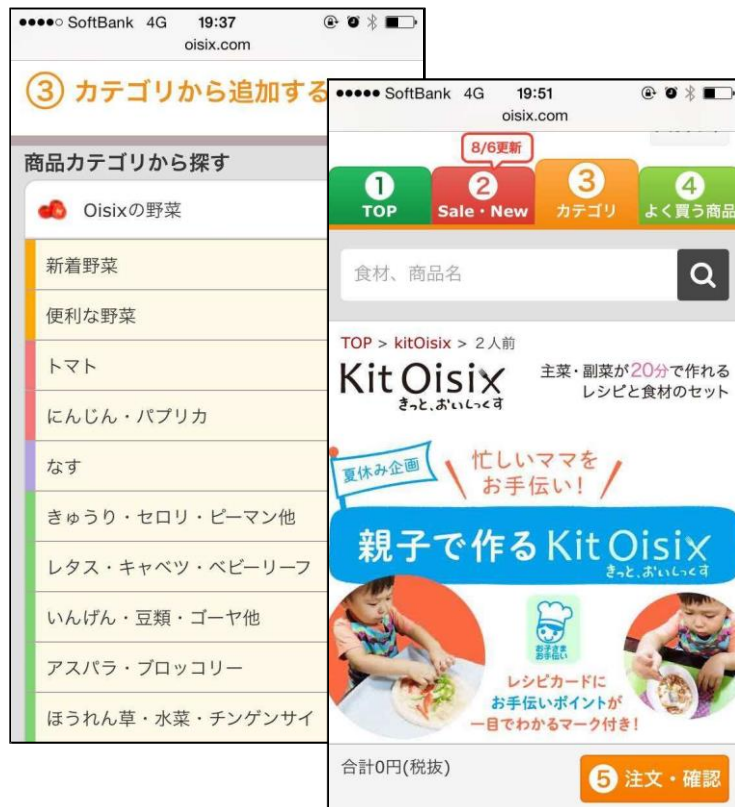 SoftBank 4G 19:37
oisix.com
③ カテゴリから追加する
商品カテゴリから探す
Oisixの野菜
新着野菜
便利な野菜
トマト
にんじん・パプリカ
なす
きゅうり・セロリ・ピーマン他
レタス・キャベツ・ベビーリーフ
いんげん・豆類・ゴーヤ他
アスパラ・ブロッコリー
ほうれん草・水菜・チンゲンサイ
SoftBank 4G 19:51
oisix.com
8/6更新
1 2 3 4
TOP Sale・New カテゴリ よく買う商品
食材、商品名
TOP > kitOisix > 2人前
Kit Oisix
きっと、おいしっくす
主菜・副菜が20分で作れる
レシピと食材のセット
夏休み企画
忙しいママを
お手伝い!
親子で作る Kit Oisix
きっと、おいしっくす
お子さま
お手伝い
レシピカードに
お手伝いポイントが
一目でわかるマーク付き!
合計0円(税抜)
5 注文・確認